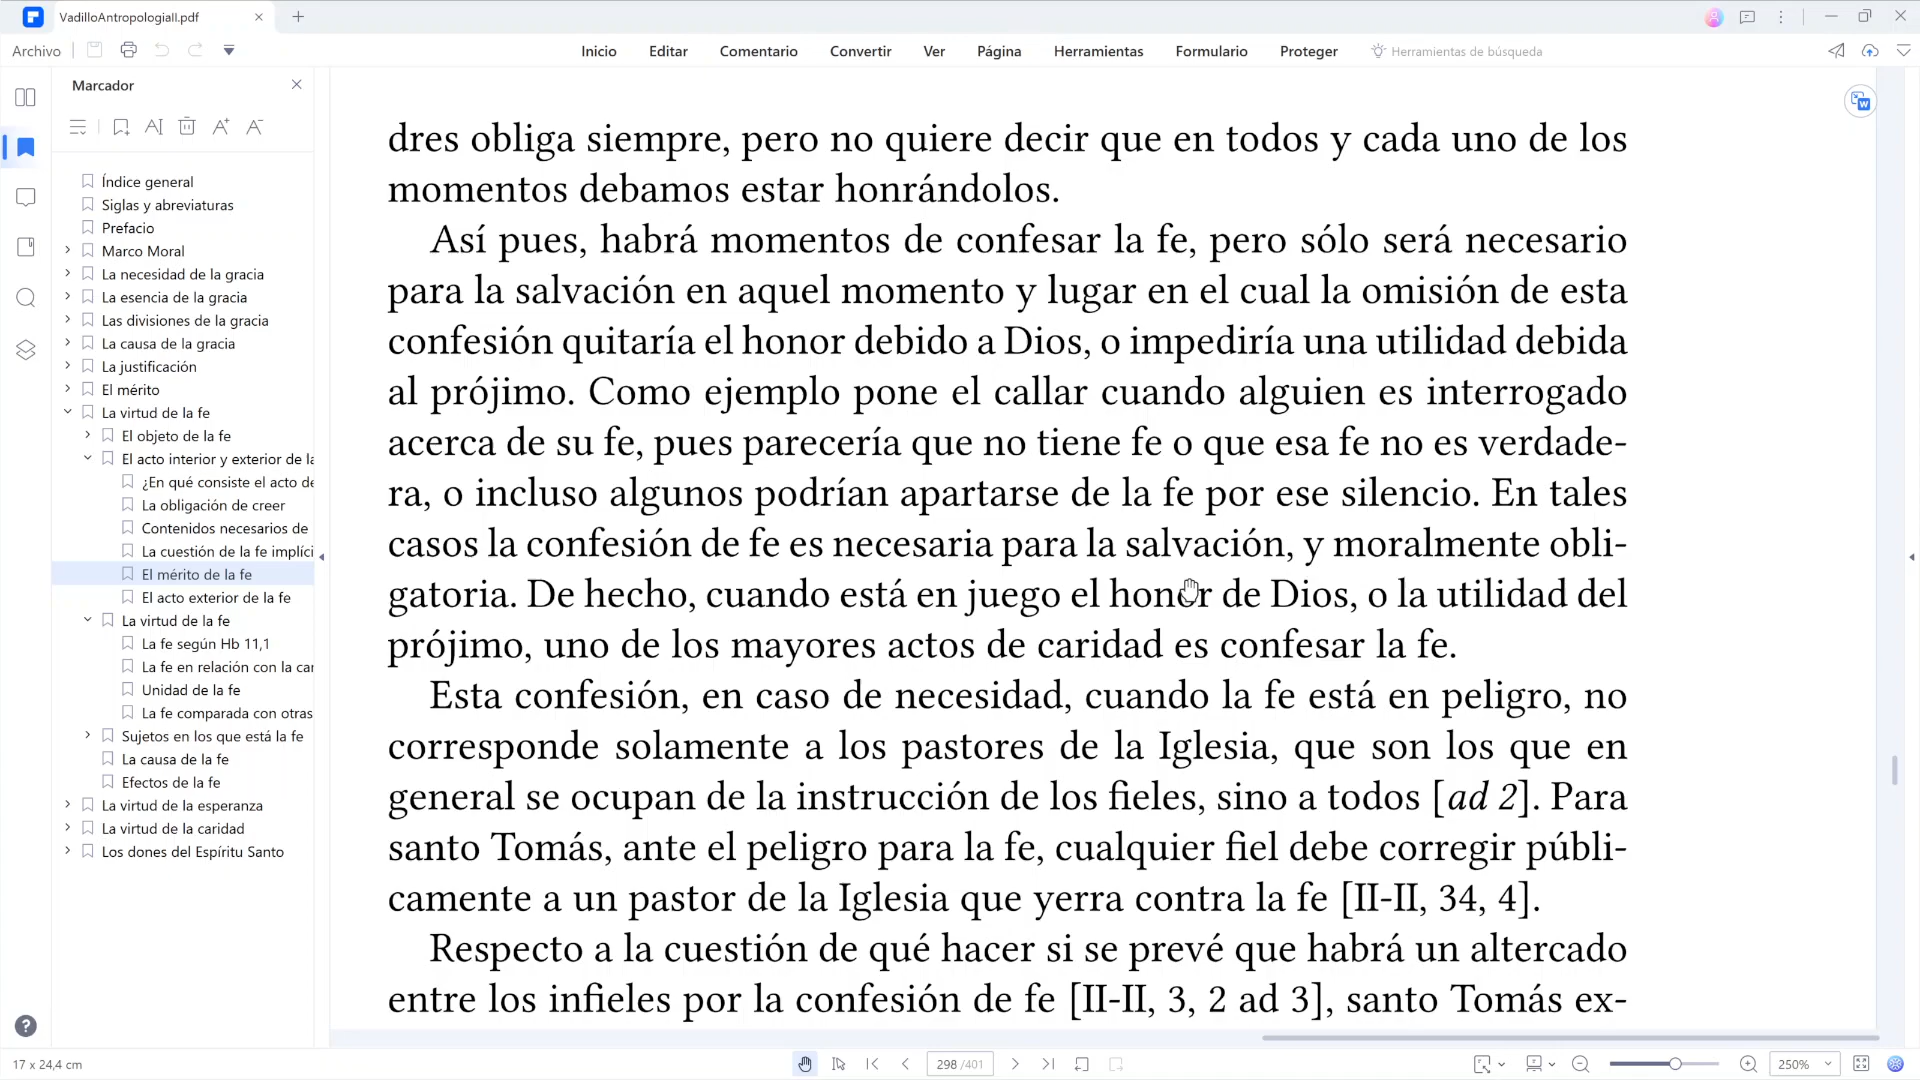 VadilloAntropologiaII.pdf
Archivo
Inicio
Editar
Comentario
Convertir
Ver
Página
Herramientas
Formulario
Proteger
Herramientas de búsqueda
Marcador
Índice general
Siglas y abreviaturas
Prefacio
Marco Moral
La necesidad de la gracia
La esencia de la gracia
Las divisiones de la gracia
La causa de la gracia
La justificación
El mérito
La virtud de la fe
El objeto de la fe
El acto interior y exterior de la
¿En qué consiste el acto de
La obligación de creer
Contenidos necesarios de
La cuestión de la fe implíci
El mérito de la fe
El acto exterior de la fe
La virtud de la fe
La fe según Hb 11,1
La fe en relación con la car
Unidad de la fe
La fe comparada con otras
Sujetos en los que está la fe
La causa de la fe
Efectos de la fe
La virtud de la esperanza
La virtud de la caridad
Los dones del Espíritu Santo
dres obliga siempre, pero no quiere decir que en todos y cada uno de los
momentos debamos estar honrándolos.
Así pues, habrá momentos de confesar la fe, pero sólo será necesario
para la salvación en aquel momento y lugar en el cual la omisión de esta
confesión quitaría el honor debido a Dios, o impediría una utilidad debida
al prójimo. Como ejemplo pone el callar cuando alguien es interrogado
acerca de su fe, pues parecería que no tiene fe o que esa fe no es verdade-
ra, o incluso algunos podrían apartarse de la fe por ese silencio. En tales
casos la confesión de fe es necesaria para la salvación, y moralmente obli-
gatoria. De hecho, cuando está en juego el honor de Dios, o la utilidad del
prójimo, uno de los mayores actos de caridad es confesar la fe.
Esta confesión, en caso de necesidad, cuando la fe está en peligro, no
corresponde solamente a los pastores de la Iglesia, que son los que en
general se ocupan de la instrucción de los fieles, sino a todos [ad 2]. Para
santo Tomás, ante el peligro para la fe, cualquier fiel debe corregir públi-
camente a un pastor de la Iglesia que yerra contra la fe [II-II, 34, 4].
Respecto a la cuestión de qué hacer si se prevé que habrá un altercado
entre los infieles por la confesión de fe [II-II, 3, 2 ad 3], santo Tomás ex-
17 x 24,4 cm
298 /401
250%